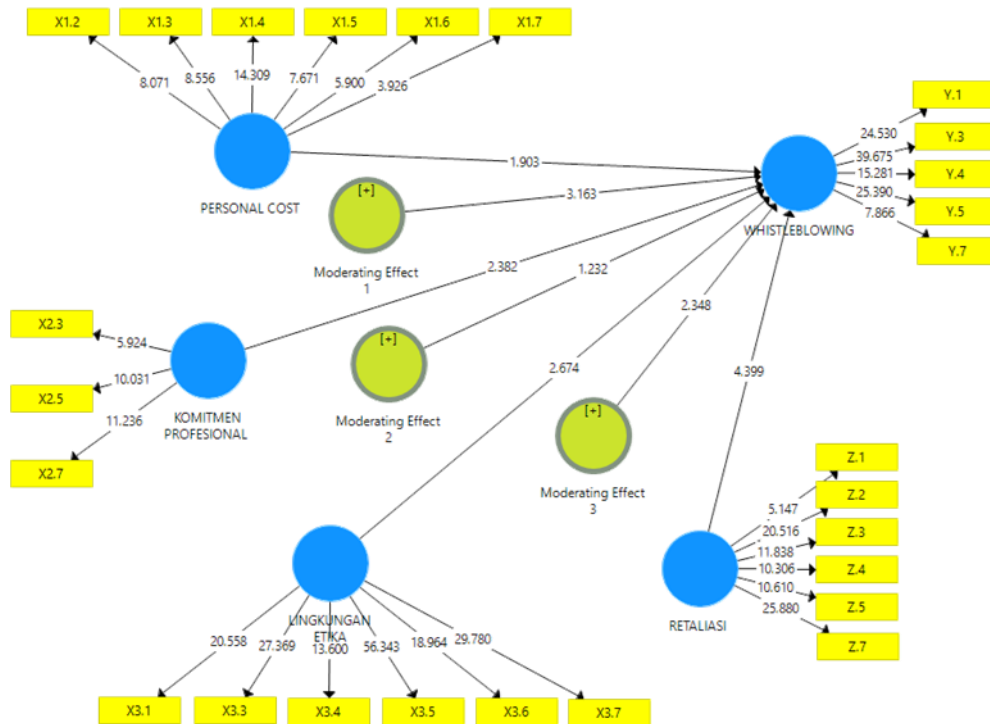 X1.2
X1.3
X1.4
X1.5
X1.6
X1.7
8.071
8.556
14.309
7.671
5.900
3.926
PERSONAL COST
1.903
[+]
3.163
Moderating Effect
1
Y.1
Y.3
Y.4
Y.5
Y.7
24.530
39.675
15.281
25.390
7.866
WHISTLEBLOWING
X2.3
X2.5
X2.7
5.924
10.031
11.236
KOMITMEN
PROFESIONAL
2.382
[+]
1.232
Moderating Effect
2
2.674
2.348
[+]
Moderating Effect
3
4.399
Z.1
Z.2
Z.3
Z.4
Z.5
Z.7
5.147
20.516
11.838
10.306
10.610
25.880
RETALIASI
LINGKUNGAN
ETIKA
20.558
27.369
13.600
56.343
18.964
29.780
X3.1
X3.3
X3.4
X3.5
X3.6
X3.7